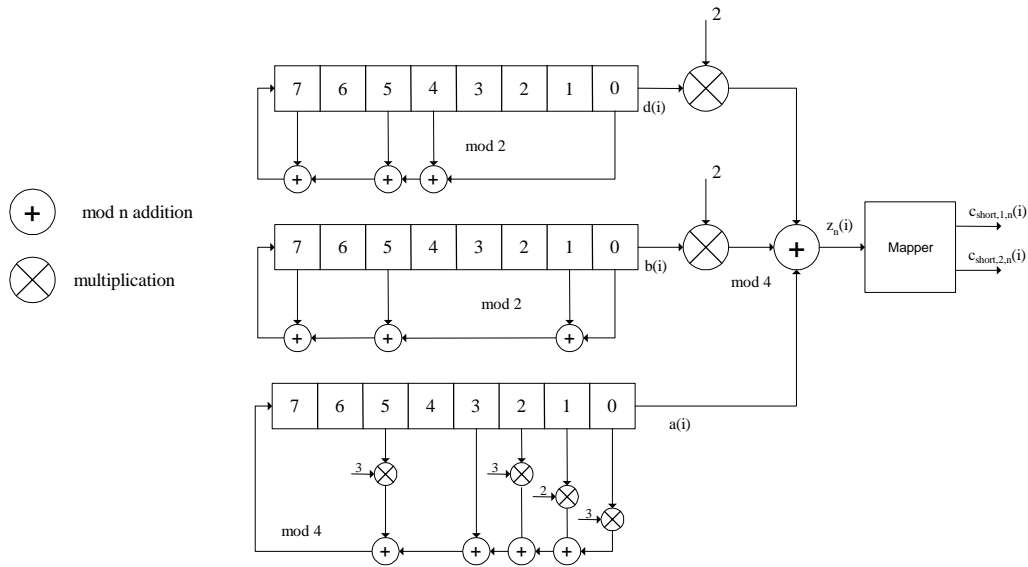 2
7 6 5 4 3 2 1 0
d(i)
mod 2
+ + +
+ mod n addition
multiplication
2
7 6 5 4 3 2 1 0
b(i)
mod 2
+ + +
+
mod 4
z_n(i)
Mapper
c_short,1,n(i)
c_short,2,n(i)
7 6 5 4 3 2 1 0
a(i)
3 3
2
3
mod 4
+ + + +